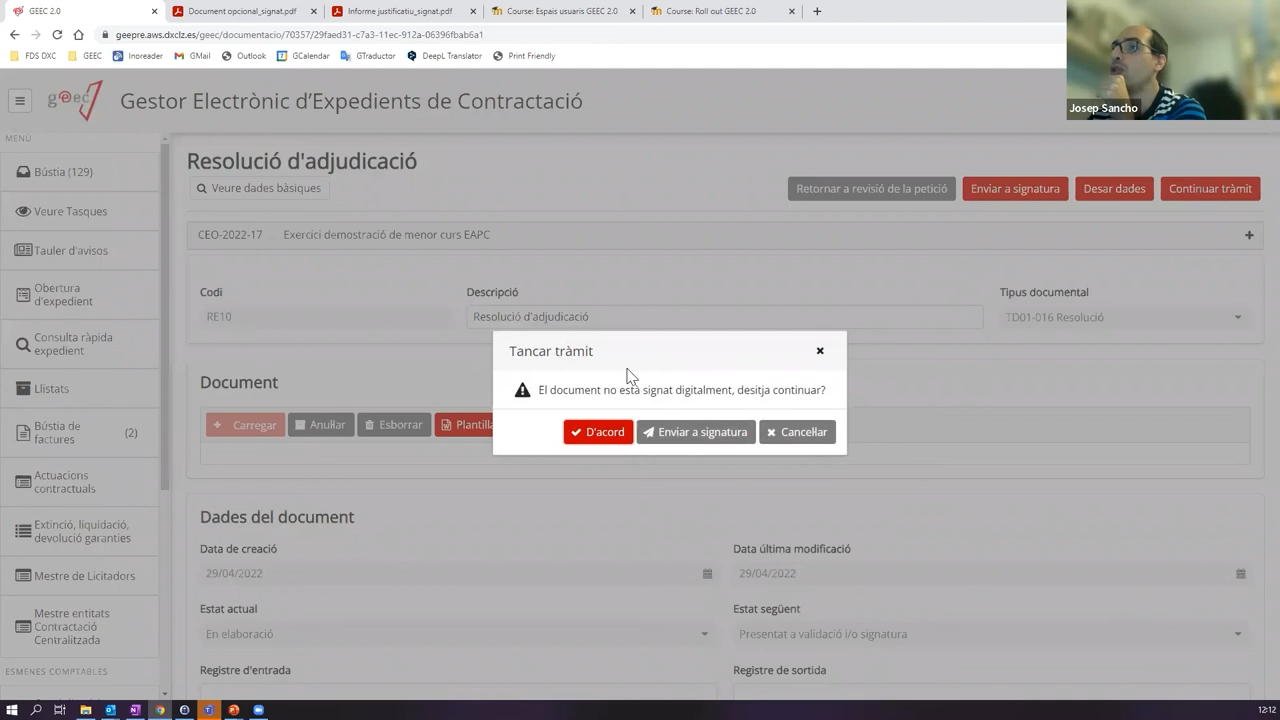 GEEC 2.0
Document opcional_signat.pdf
Informe justificatiu_signat.pdf
Course: Espais usuaris GEEC 2.0
Course: Roll out GEEC 2.0
geepre.aws.dxclz.es/geec/documentacio/70357/29faed31-c7a3-11ec-912a-06396fbab6a1
FDS DXC
GEEC
Inoreader
GMail
Outlook
GCalendar
GTraductor
DeepL Translator
Print Friendly
Josep Sancho
geec
Gestor Electrònic d'Expedients de Contractació
MENÚ
Bústia (129)
Veure Tasques
Tauler d'avisos
Obertura
d'expedient
Consulta ràpida
expedient
Llistats
Bústia de
factures
(2)
Actuacions
contractuals
Extinció, liquidació,
devolució garanties
Mestre de Licitadors
Mestre entitats
Contractació
Centralitzada
ESMENES COMPTABLES
Resolució d'adjudicació
Veure dades bàsiques
Retornar a revisió de la petició
Enviar a signatura
Desar dades
Continuar tràmit
CEO-2022-17 Exercici demostració de menor curs EAPC
Codi
Descripció
Tipus documental
RE10
Resolució d'adjudicació
TD01-016 Resolució
Document
Carregar
Anul·lar
Esborrar
Plantilla
Tancar tràmit
El document no està signat digitalment, desitja continuar?
D'acord
Enviar a signatura
Cancel·lar
Dades del document
Data de creació
Data última modificació
29/04/2022
29/04/2022
Estat actual
Estat següent
En elaboració
Presentat a validació i/o signatura
Registre d'entrada
Registre de sortida
12:12